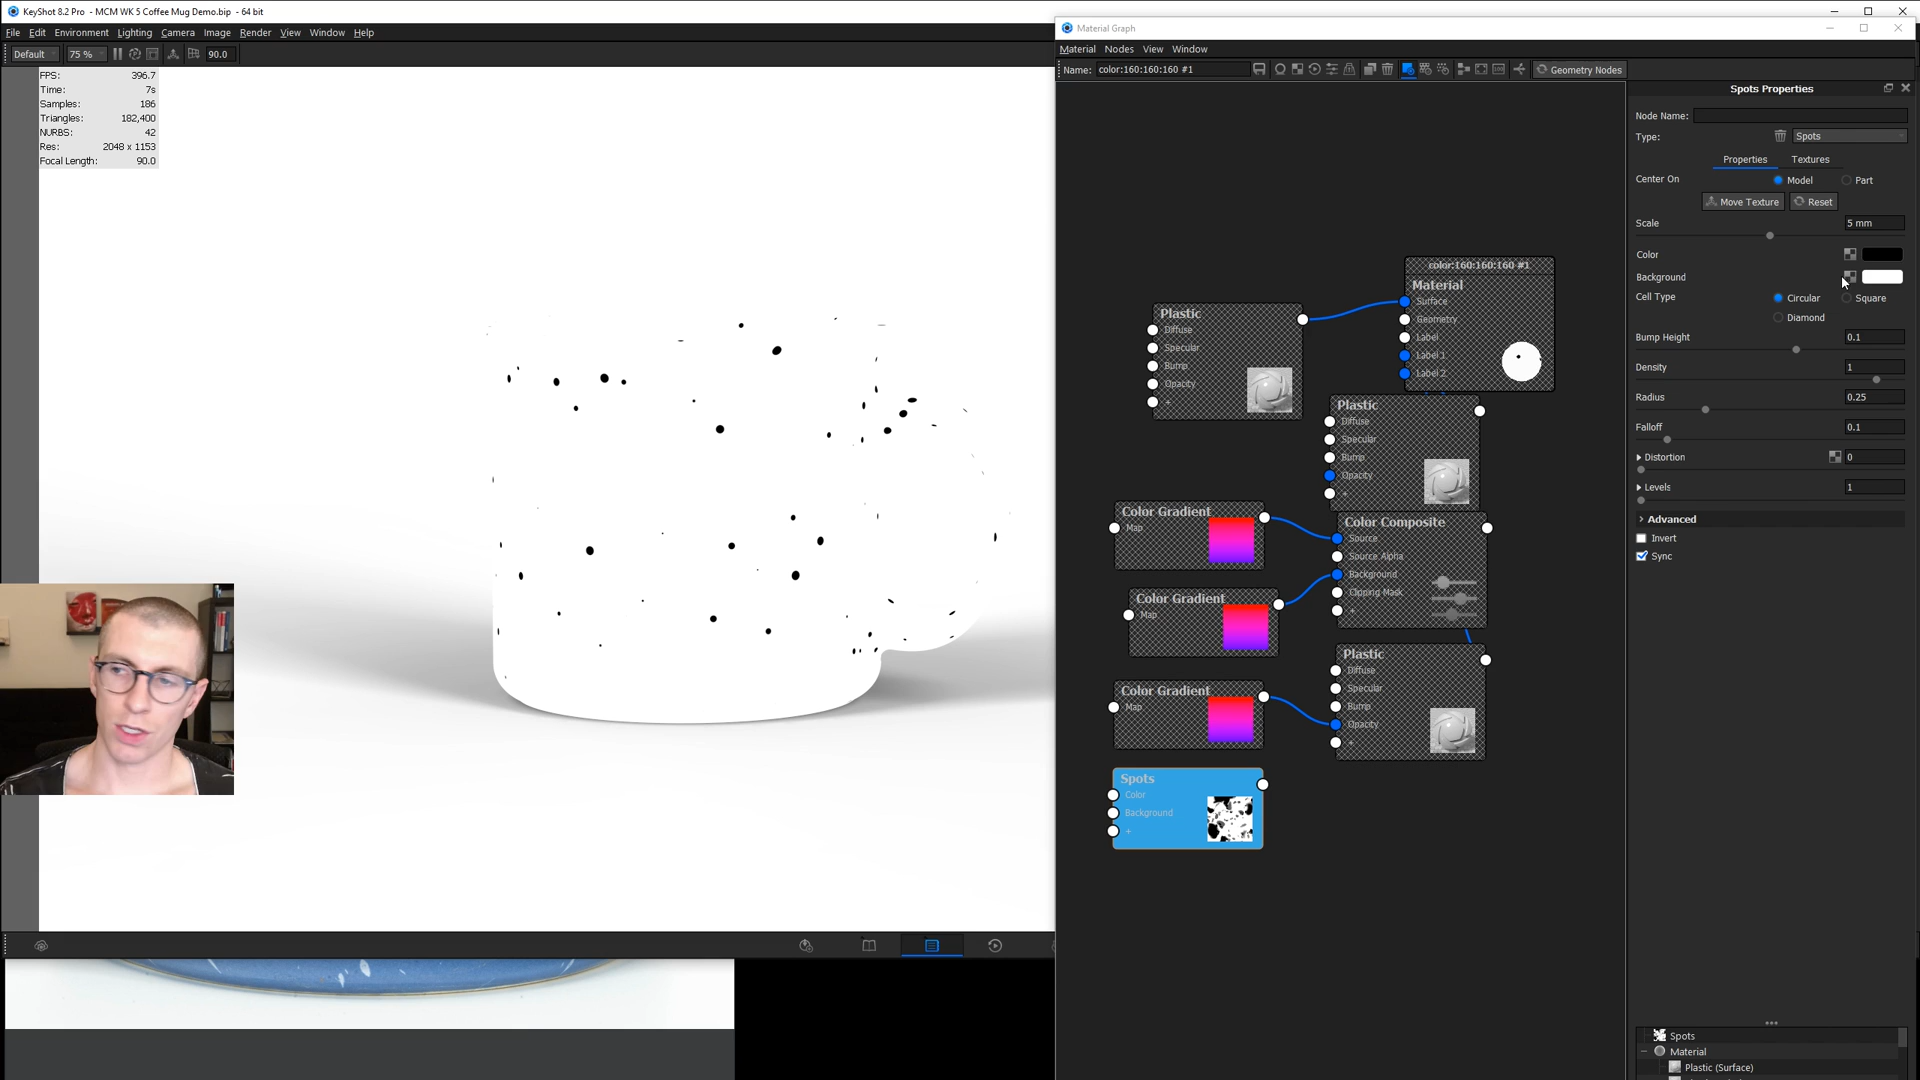 KeyShot 8.2 Pro - MCM WK 5 Coffee Mug Demo.bip - 64 bit
File Edit Environment Lighting Camera Image Render View Window Help
Default 75 % 90.0
FPS: 396.7
Time: 7s
Samples: 186
Triangles: 182,400
NURBS: 42
Res: 2048 x 1153
Focal Length: 90.0
Material Graph
Material Nodes View Window
Name: color:160:160:160 #1 Geometry Nodes
color:160:160:160 #1
Material
Surface
Geometry
Label
Label 1
Label 2
Plastic
Diffuse
Specular
Bump
Opacity
+
Plastic
Diffuse
Specular
Bump
Opacity
+
Color Gradient
Map
Color Composite
Source
Source Alpha
Background
Clipping Mask
+
Color Gradient
Map
Color Gradient
Map
Plastic
Diffuse
Specular
Bump
Opacity
+
Spots
Color
Background
+
Spots Properties
Node Name:
Type: Spots
Properties Textures
Center On Model Part
Move Texture Reset
Scale 5 mm
Color
Background
Cell Type Circular Square
Diamond
Bump Height 0.1
Density 1
Radius 0.25
Falloff 0.1
Distortion 0
Levels 1
Advanced
Invert
Sync
Spots
Material
Plastic (Surface)